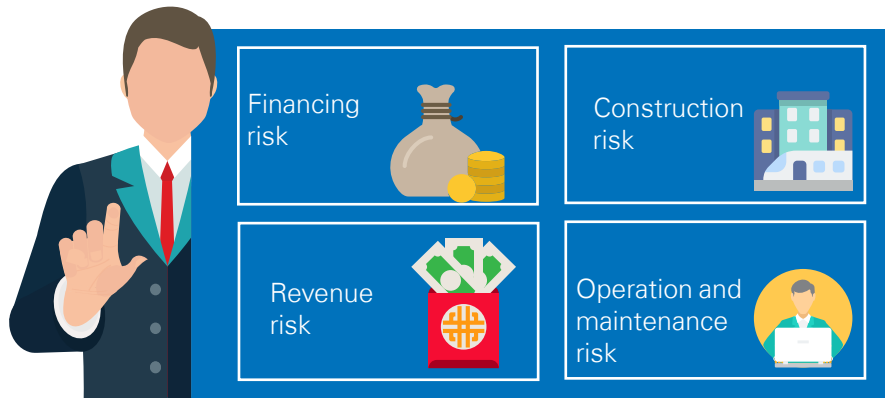 Financing
risk
Construction
risk
Revenue
risk
Operation and
maintenance
risk